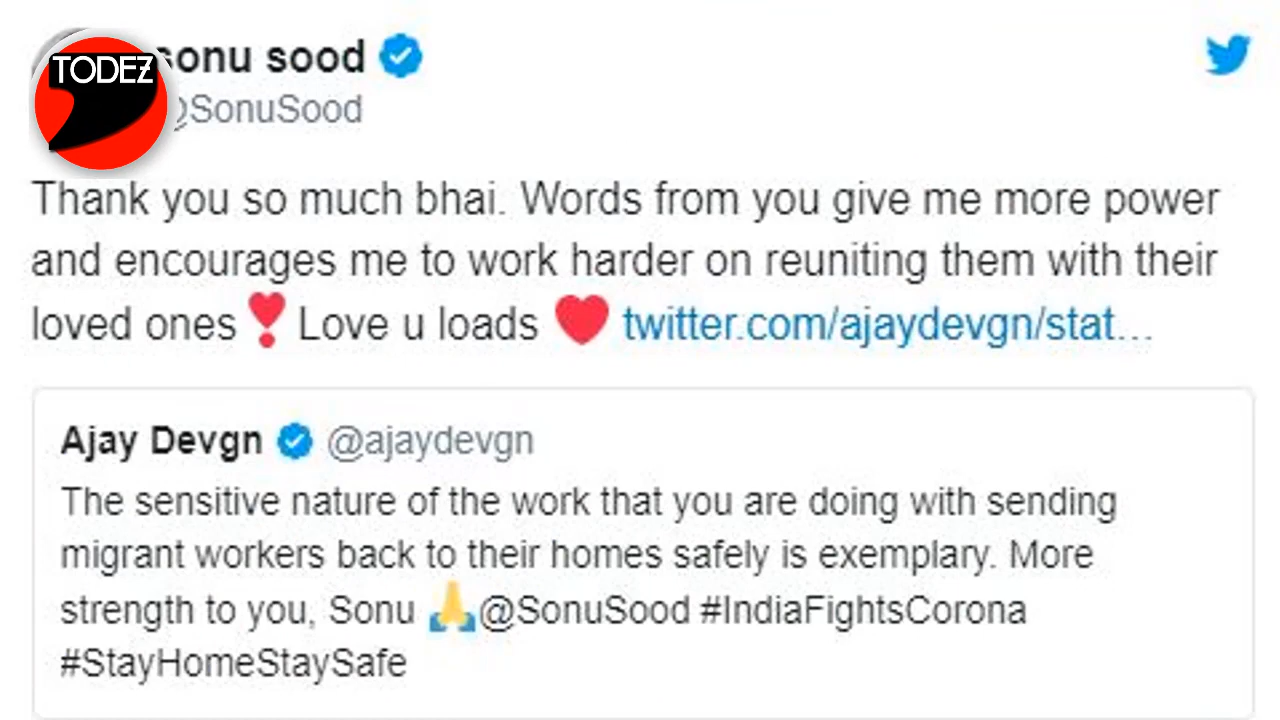 TODEZ
sonu sood
@SonuSood
Thank you so much bhai. Words from you give me more power
and encourages me to work harder on reuniting them with their
loved ones❣Love u loads ❤ twitter.com/ajaydevgn/stat…
Ajay Devgn @ajaydevgn
The sensitive nature of the work that you are doing with sending
migrant workers back to their homes safely is exemplary. More
strength to you, Sonu 🙏@SonuSood #IndiaFightsCorona
#StayHomeStaySafe